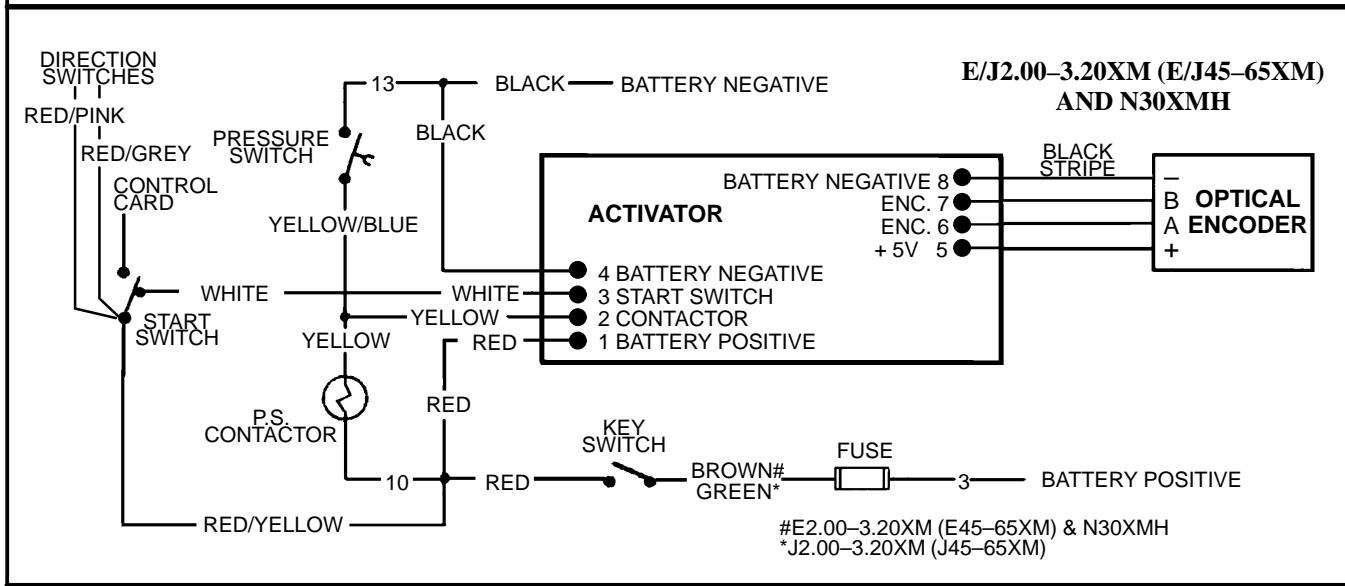 DIRECTION
SWITCHES
RED/PINK
RED/GREY
CONTROL
CARD
WHITE
START
SWITCH
RED/YELLOW
13
BLACK
BATTERY NEGATIVE
BLACK
PRESSURE
SWITCH
YELLOW/BLUE
WHITE
YELLOW
YELLOW
RED
P.S.
CONTACTOR
RED
10
RED
KEY
SWITCH
BROWN#
GREEN*
FUSE
3
BATTERY POSITIVE
E/J2.00–3.20XM (E/J45–65XM)
AND N30XMH
ACTIVATOR
BATTERY NEGATIVE 8
ENC. 7
ENC. 6
+ 5V 5
4 BATTERY NEGATIVE
3 START SWITCH
2 CONTACTOR
1 BATTERY POSITIVE
BLACK
STRIPE
–
B
A
+
OPTICAL
ENCODER
#E2.00–3.20XM (E45–65XM) & N30XMH
*J2.00–3.20XM (J45–65XM)